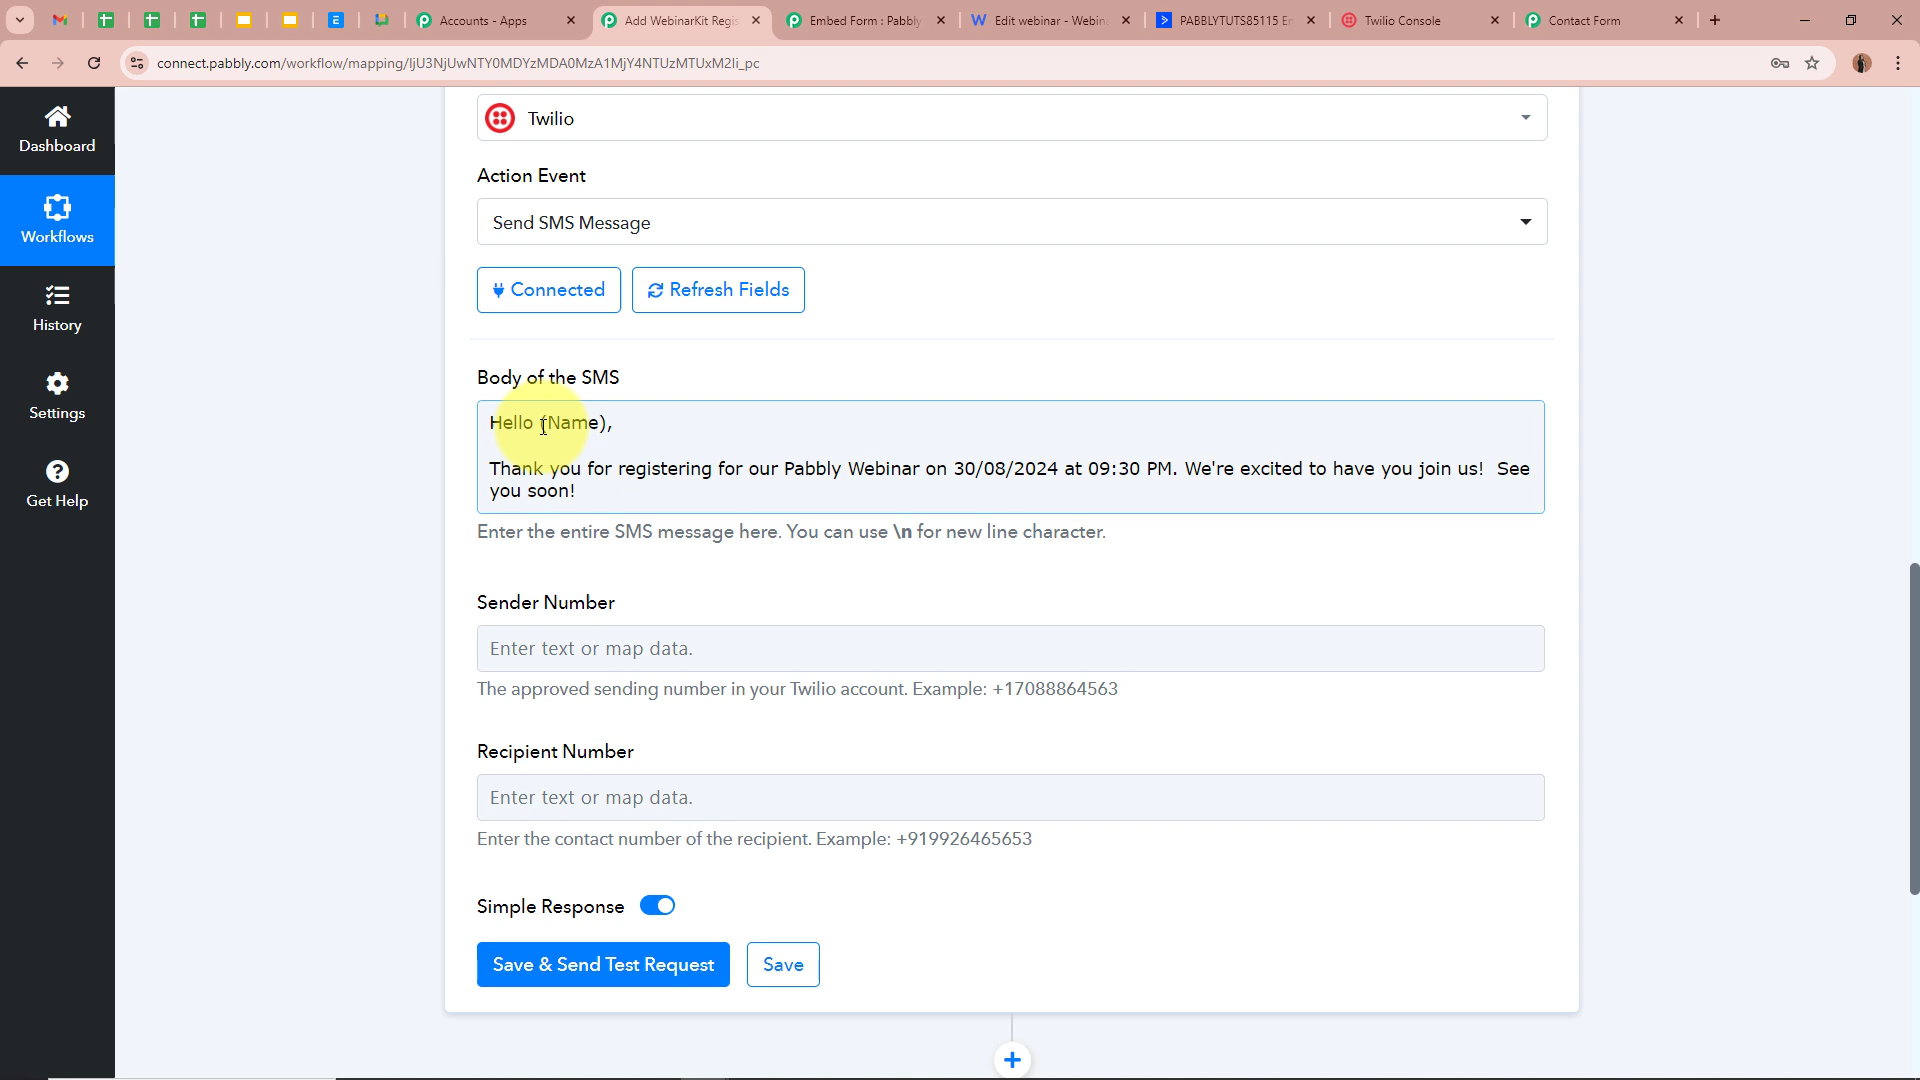 Accounts - Apps
Add WebinarKit Regis
Embed Form : Pabbly
Edit webinar - Webin
PABBLYTUTS85115 En
Twilio Console
Contact Form
connect.pabbly.com/workflow/mapping/IjU3NjUwNTY0MDYzMDA0MzA1MjY4NTUzMTUxM2Ii_pc
Dashboard
Workflows
History
Settings
Get Help
Twilio
Action Event
Send SMS Message
Connected
Refresh Fields
Body of the SMS
Hello (Name),
Thank you for registering for our Pabbly Webinar on 30/08/2024 at 09:30 PM. We're excited to have you join us!  See
you soon!
Enter the entire SMS message here. You can use \n for new line character.
Sender Number
Enter text or map data.
The approved sending number in your Twilio account. Example: +17088864563
Recipient Number
Enter text or map data.
Enter the contact number of the recipient. Example: +919926465653
Simple Response
Save & Send Test Request
Save